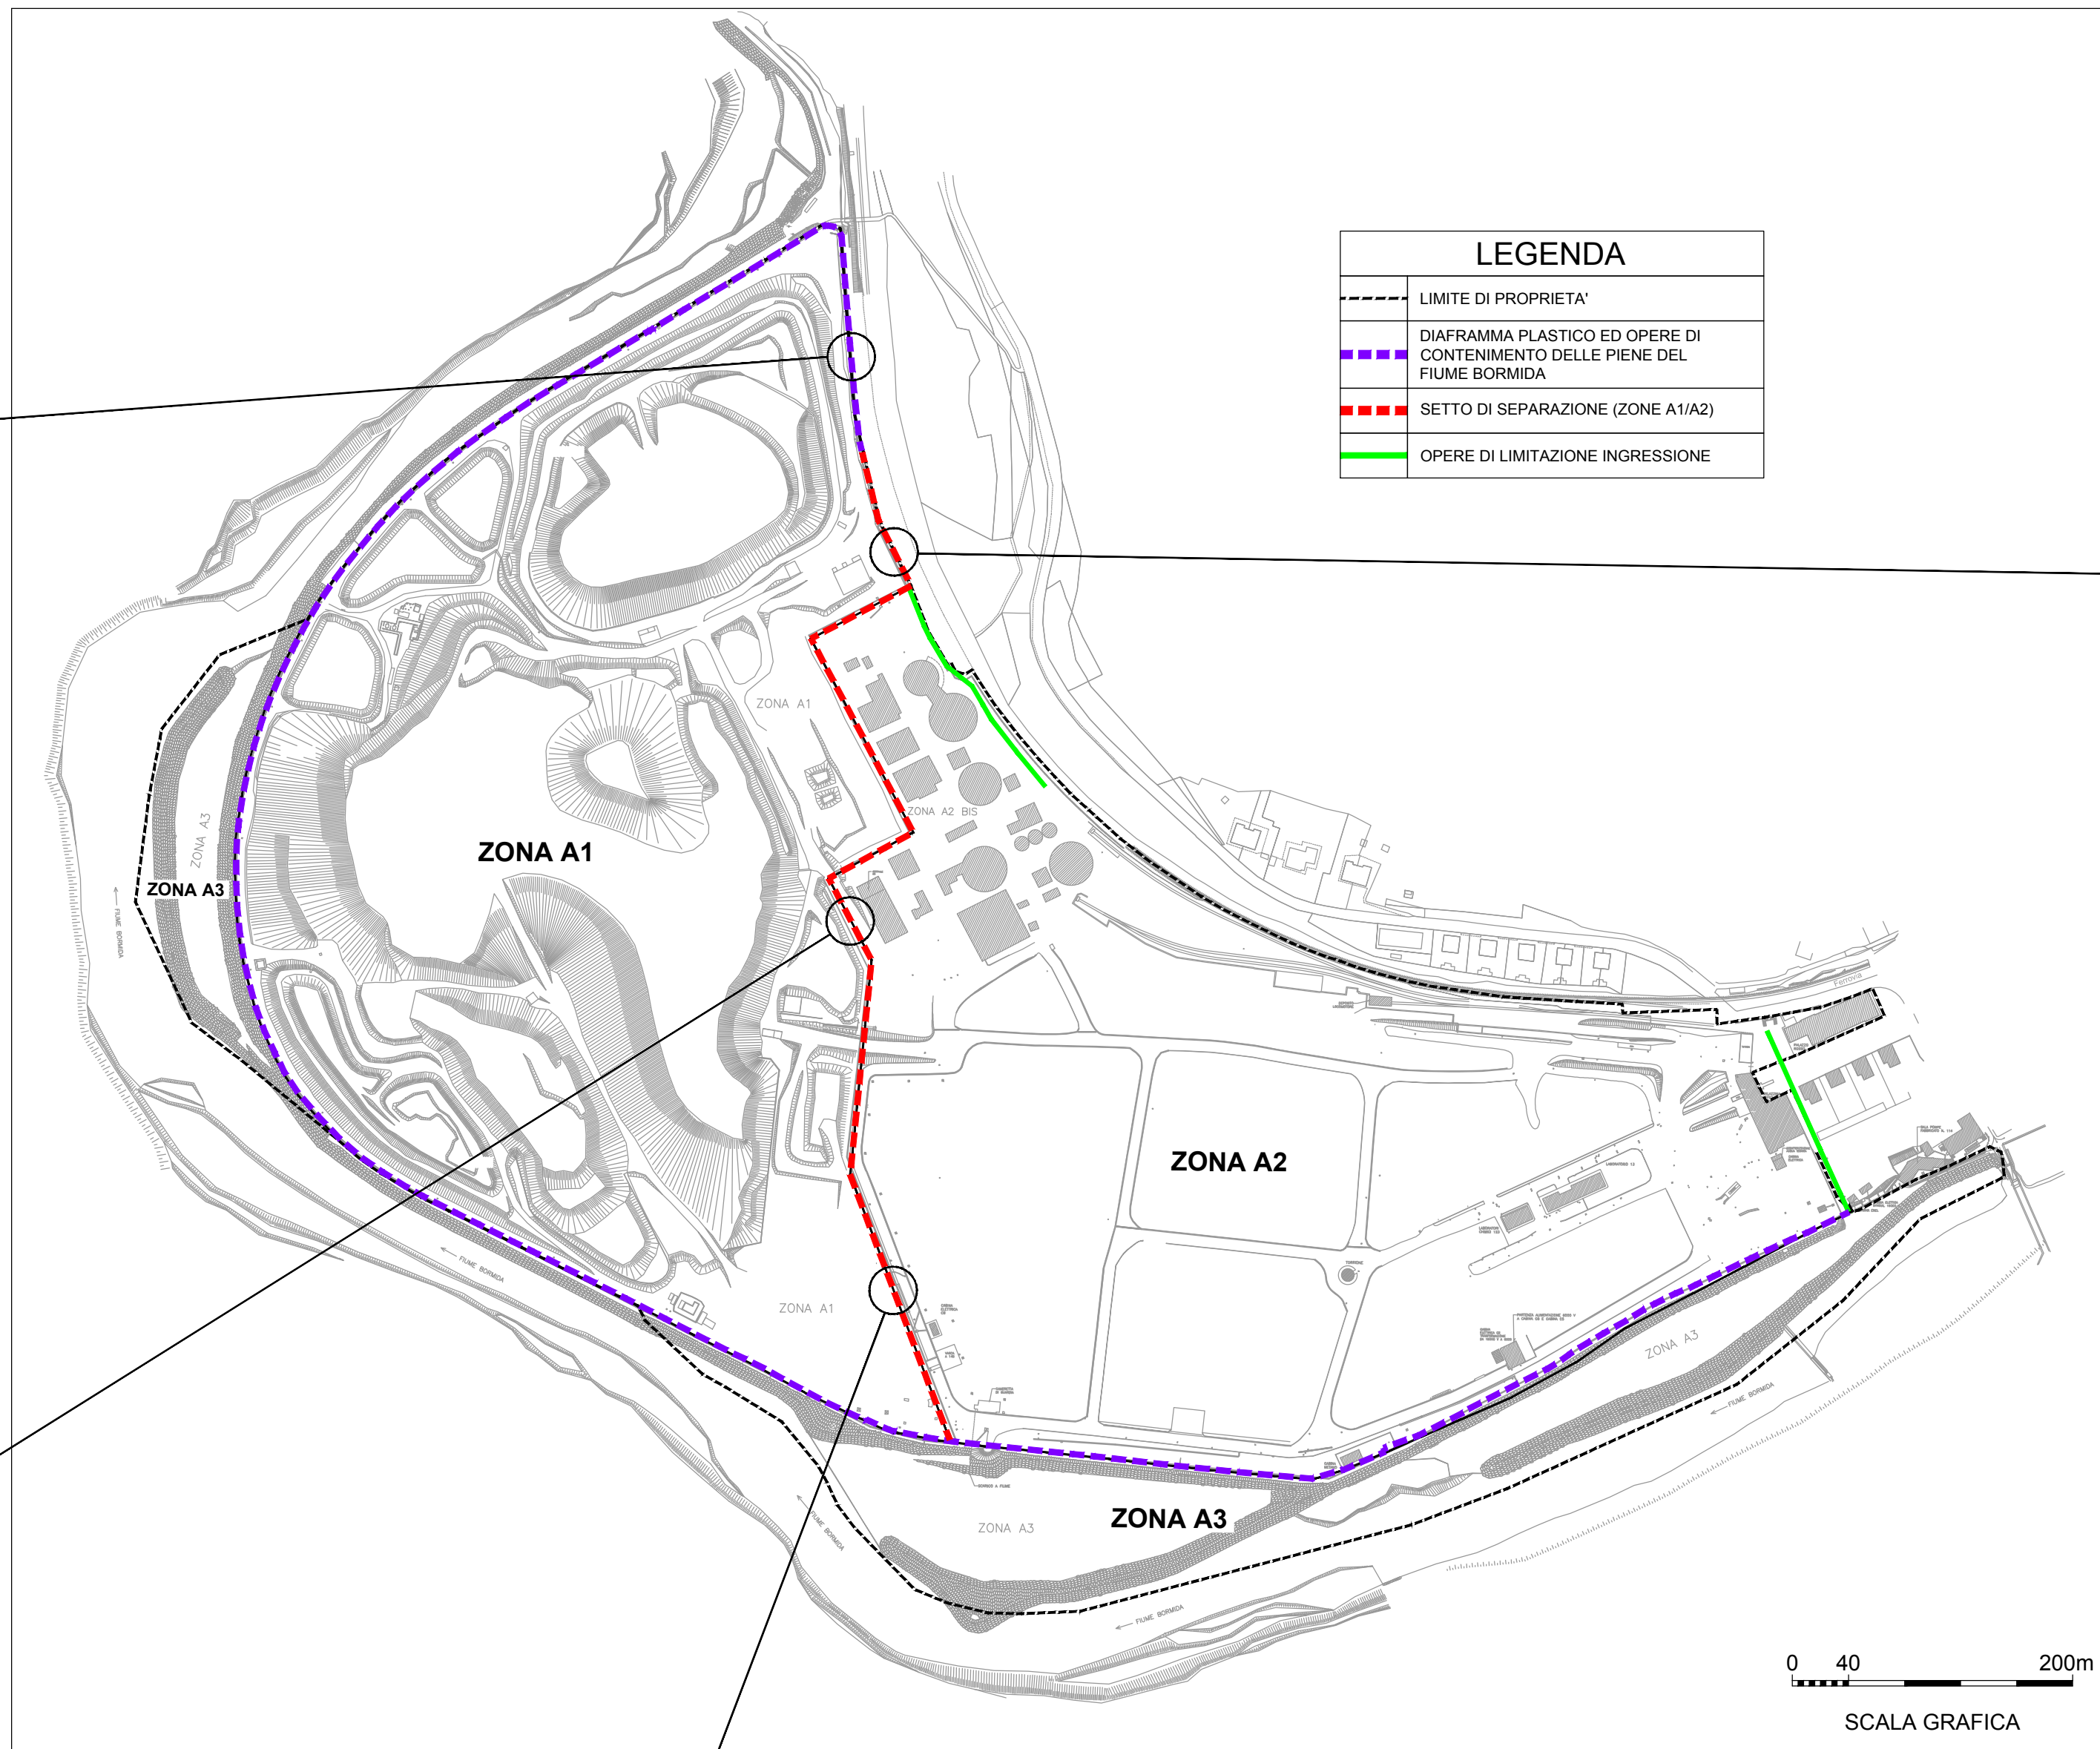 LEGENDA
LIMITE DI PROPRIETA'
DIAFRAMMA PLASTICO ED OPERE DI
CONTENIMENTO DELLE PIENE DEL
FIUME BORMIDA
SETTO DI SEPARAZIONE (ZONE A1/A2)
OPERE DI LIMITAZIONE INGRESSIONE
ZONA A1
ZONA A2 BIS
ZONA A1
ZONA A3
ZONA A3
FIUME BORMIDA
Ferrovia
ZONA A2
FIUME BORMIDA
ZONA A1
TORRIONE
ZONA A3
FIUME BORMIDA
ZONA A3
ZONA A3
FIUME BORMIDA
FIUME BORMIDA
0 40 200m
SCALA GRAFICA